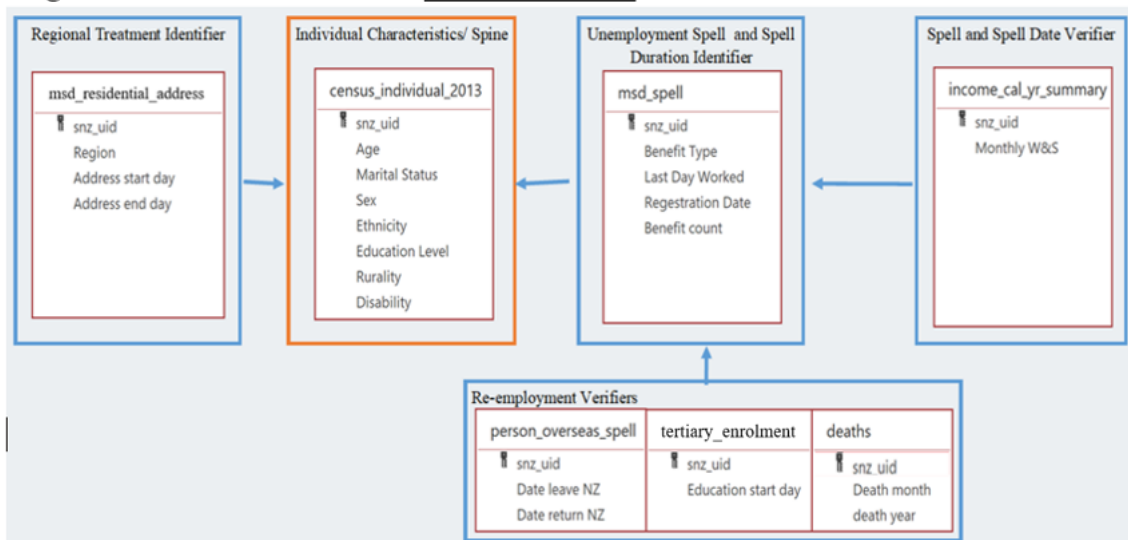 Regional Treatment Identifier
msd_residential_address
snz_uid
Region
Address start day
Address end day
Individual Characteristics/ Spine
census_individual_2013
snz_uid
Age
Marital Status
Sex
Ethnicity
Education Level
Rurality
Disability
Unemployment Spell and Spell
Duration Identifier
msd_spell
snz_uid
Benefit Type
Last Day Worked
Regestration Date
Benefit count
Spell and Spell Date Verifier
income_cal_yr_summary
snz_uid
Monthly W&S
Re-employment Verifiers
person_overseas_spell
snz_uid
Date leave NZ
Date return NZ
tertiary_enrolment
snz_uid
Education start day
deaths
snz_uid
Death month
death year